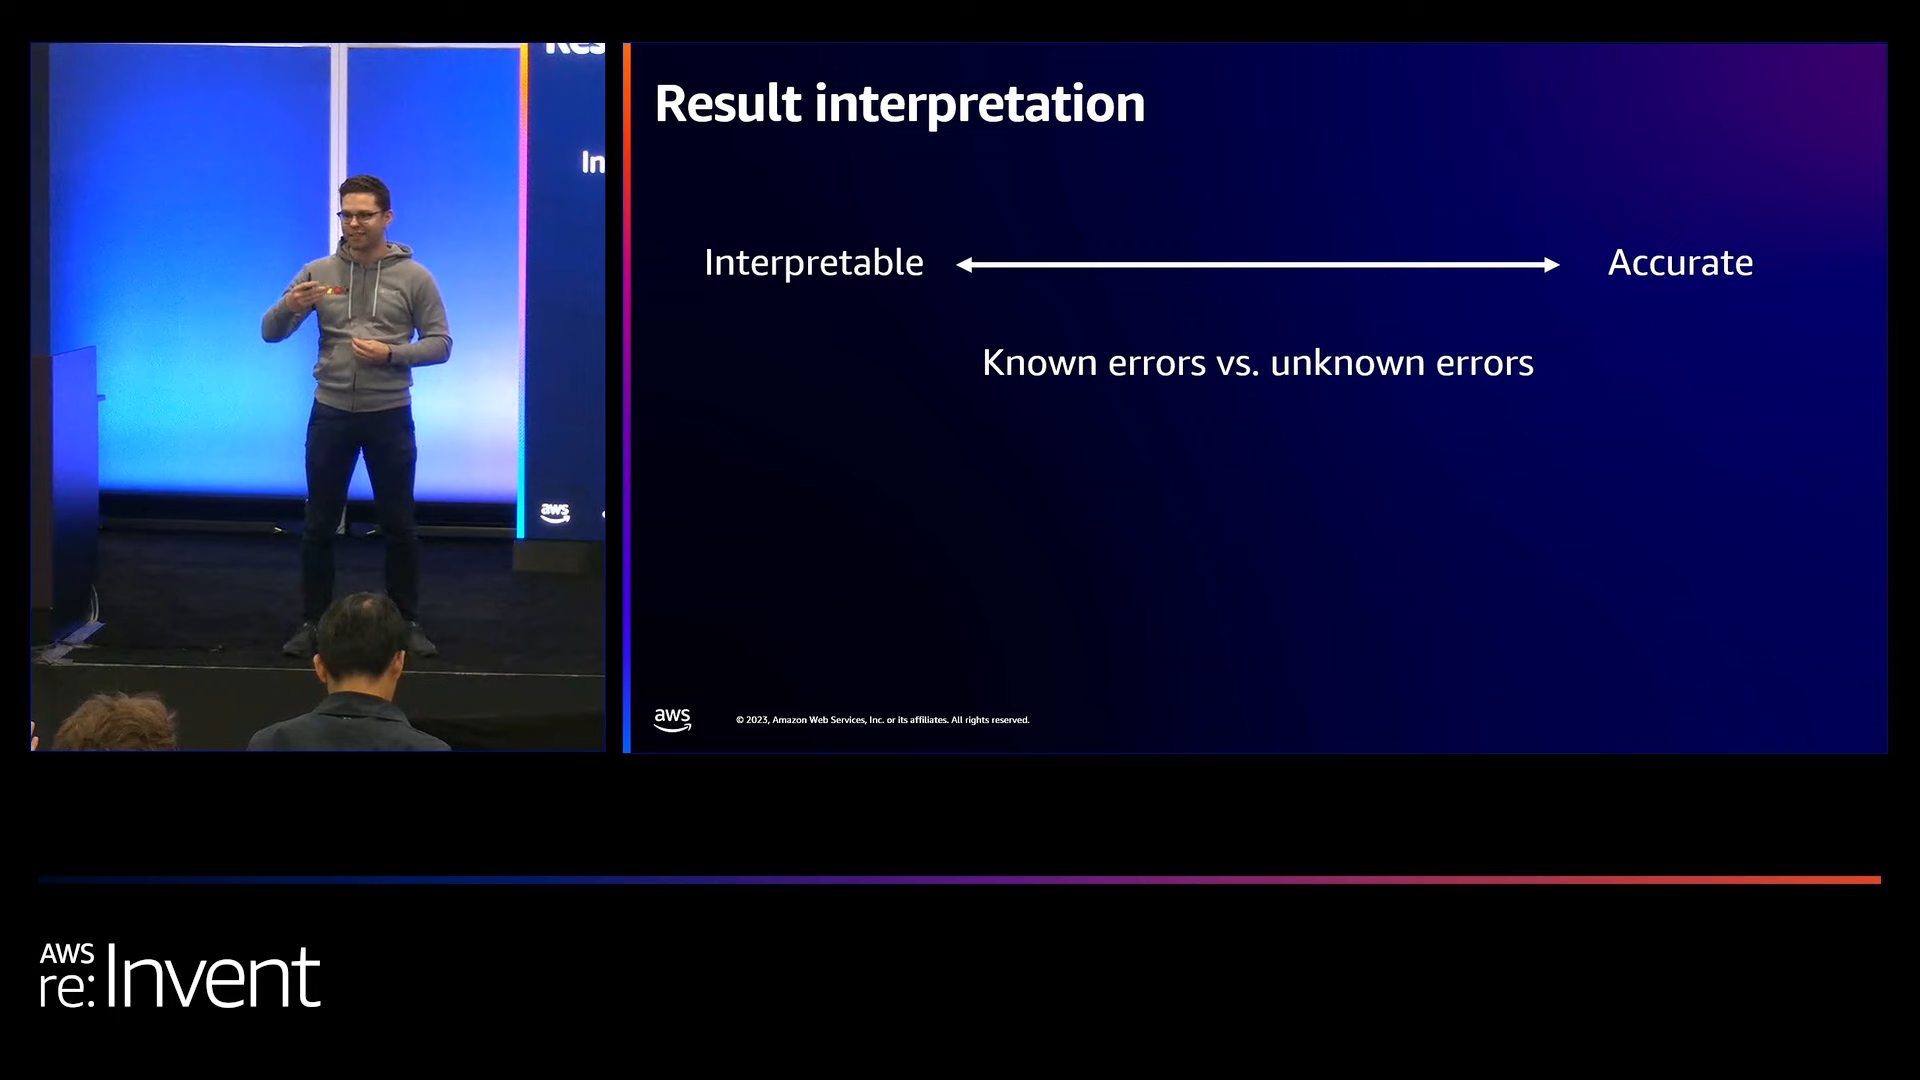 Res
In
aws
Result interpretation
Interpretable
Accurate
Known errors vs. unknown errors
aws
© 2023, Amazon Web Services, Inc. or its affiliates. All rights reserved.
AWS
re:Invent